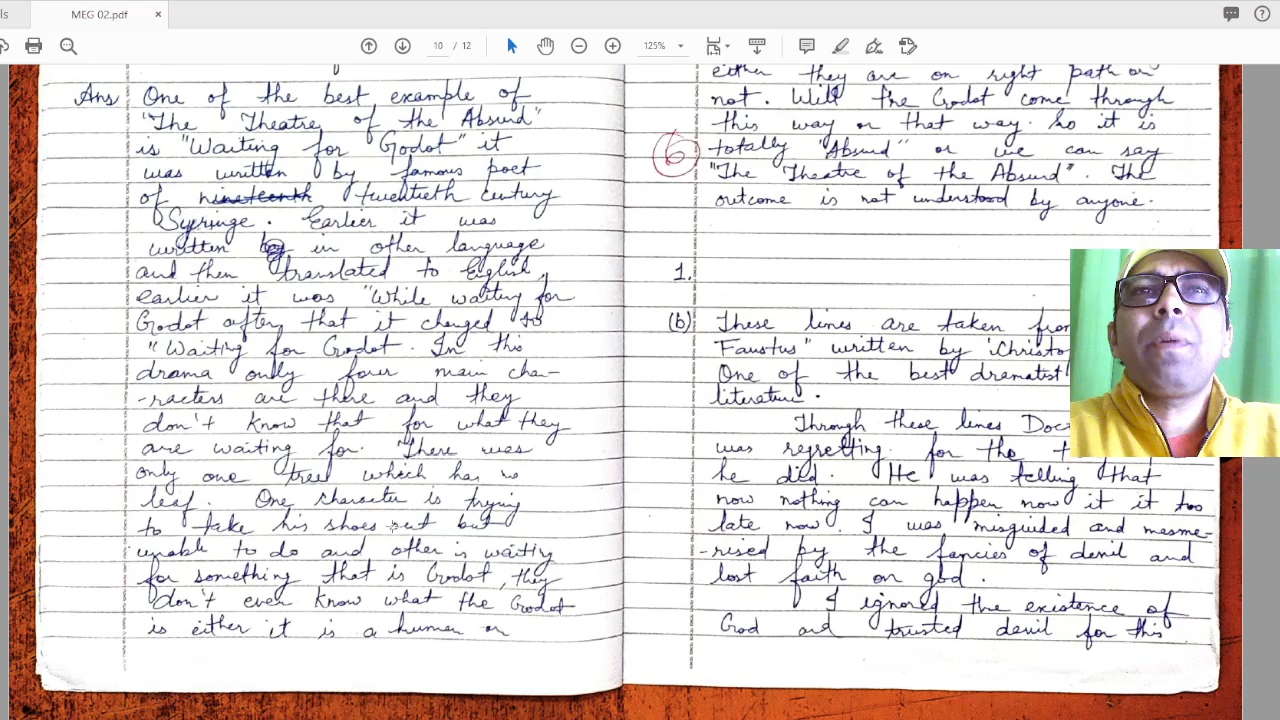 ls
MEG 02.pdf
×
10 / 12
125%
Ans One of the best example of
"The Theatre of the Absurd"
is "Waiting for Godot" it
was written by famous poet
of nineteenth twentieth century
Syringe. Earlier it was
written by in other language
and then translated to English,
earlier it was "While waiting for
Godot after that it changed to
"Waiting for Godot. In this
drama only four main cha-
-racters are there and they
don't know that for what they
are waiting for. There was
only one tree which has no
leaf. One character is trying
to take his shoes out but
unable to do and other is waiting
for something that is Godot, they
don't even know what the Godot
is either it is a human or
either they are on right path or
not. Will the Godot come through
this way or that way. So it is
6
totally "Absurd" or we can say
"The Theatre of the Absurd". The
outcome is not understood by anyone.
1.
(b) These lines are taken from
Faustus" written by 'Christo
One of the best dramatest
literature.
Through these lines Doc
was regretting for the t
he did. He was telling that
now nothing can happen now it it too
late now. I was misguided and mesme-
-rised by the fancies of devil and
lost faith on god.
I ignored the existence of
God and trusted devil for this